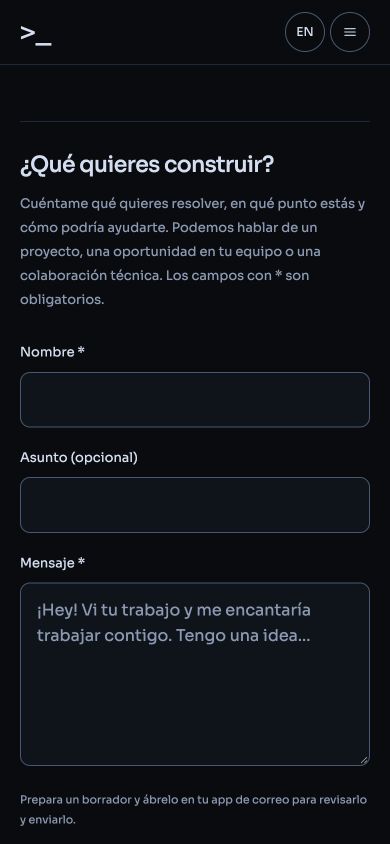 >_
EN
¿Qué quieres construir?
Cuéntame qué quieres resolver, en qué punto estás y
cómo podría ayudarte. Podemos hablar de un
proyecto, una oportunidad en tu equipo o una
colaboración técnica. Los campos con * son
obligatorios.
Nombre *
Asunto (opcional)
Mensaje *
¡Hey! Vi tu trabajo y me encantaría
trabajar contigo. Tengo una idea...
Prepara un borrador y ábrelo en tu app de correo para revisarlo
y enviarlo.